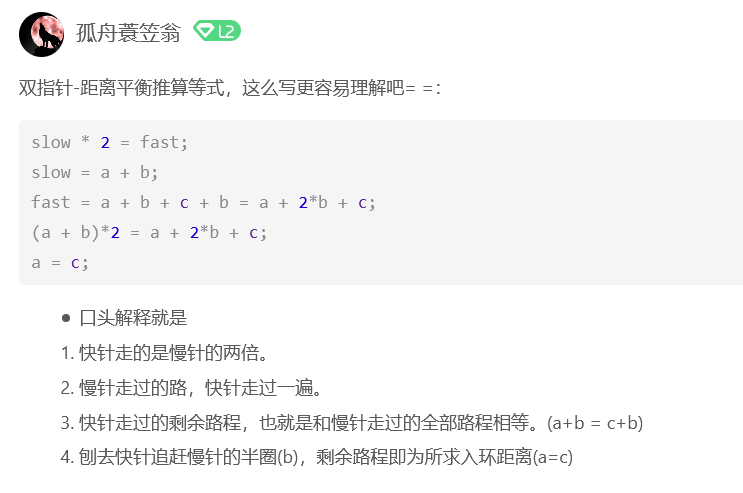 孤舟蓑笠翁 L2
双指针-距离平衡推算等式，这么写更容易理解吧= =：
slow * 2 = fast;
slow = a + b;
fast = a + b + c + b = a + 2*b + c;
(a + b)*2 = a + 2*b + c;
a = c;
• 口头解释就是
1. 快针走的是慢针的两倍。
2. 慢针走过的路，快针走过一遍。
3. 快针走过的剩余路程，也就是和慢针走过的全部路程相等。(a+b = c+b)
4. 刨去快针追赶慢针的半圈(b)，剩余路程即为所求入环距离(a=c)